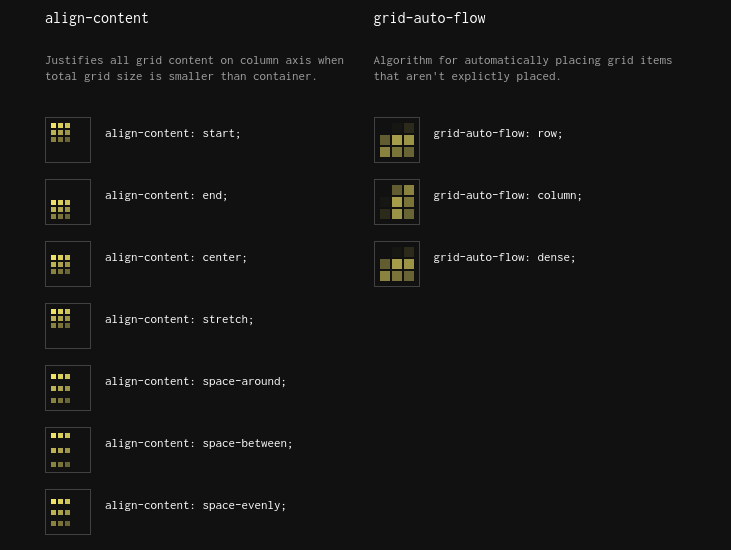 align-content
Justifies all grid content on column axis when
total grid size is smaller than container.
align-content: start;
align-content: end;
align-content: center;
align-content: stretch;
align-content: space-around;
align-content: space-between;
align-content: space-evenly;
grid-auto-flow
Algorithm for automatically placing grid items
that aren't explictly placed.
grid-auto-flow: row;
grid-auto-flow: column;
grid-auto-flow: dense;